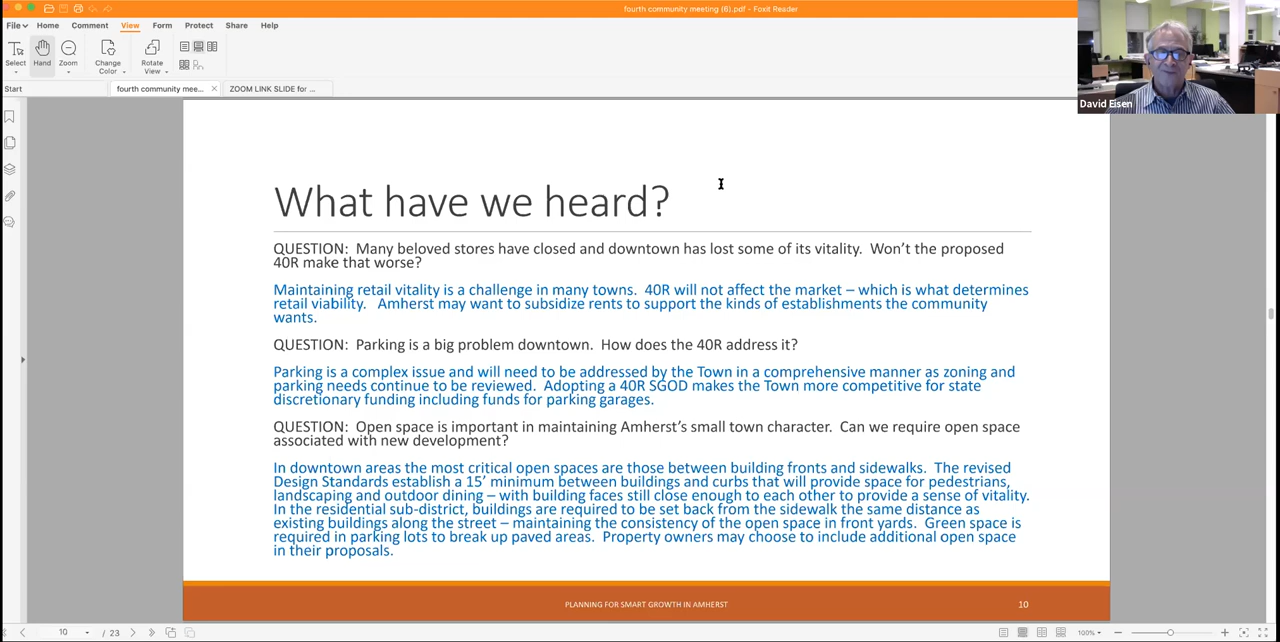 fourth community meeting (6).pdf - Foxit Reader
File Home Comment View Form Protect Share Help
Select Hand Zoom Change Color Rotate View
Start fourth community mee... ZOOM LINK SLIDE for ...
David Eisen
What have we heard?
QUESTION: Many beloved stores have closed and downtown has lost some of its vitality. Won't the proposed
40R make that worse?
Maintaining retail vitality is a challenge in many towns. 40R will not affect the market – which is what determines
retail viability. Amherst may want to subsidize rents to support the kinds of establishments the community
wants.
QUESTION: Parking is a big problem downtown. How does the 40R address it?
Parking is a complex issue and will need to be addressed by the Town in a comprehensive manner as zoning and
parking needs continue to be reviewed. Adopting a 40R SGOD makes the Town more competitive for state
discretionary funding including funds for parking garages.
QUESTION: Open space is important in maintaining Amherst's small town character. Can we require open space
associated with new development?
In downtown areas the most critical open spaces are those between building fronts and sidewalks. The revised
Design Standards establish a 15' minimum between buildings and curbs that will provide space for pedestrians,
landscaping and outdoor dining – with building faces still close enough to each other to provide a sense of vitality.
In the residential sub-district, buildings are required to be set back from the sidewalk the same distance as
existing buildings along the street – maintaining the consistency of the open space in front yards. Green space is
required in parking lots to break up paved areas. Property owners may choose to include additional open space
in their proposals.
PLANNING FOR SMART GROWTH IN AMHERST 10
10 / 23 100%